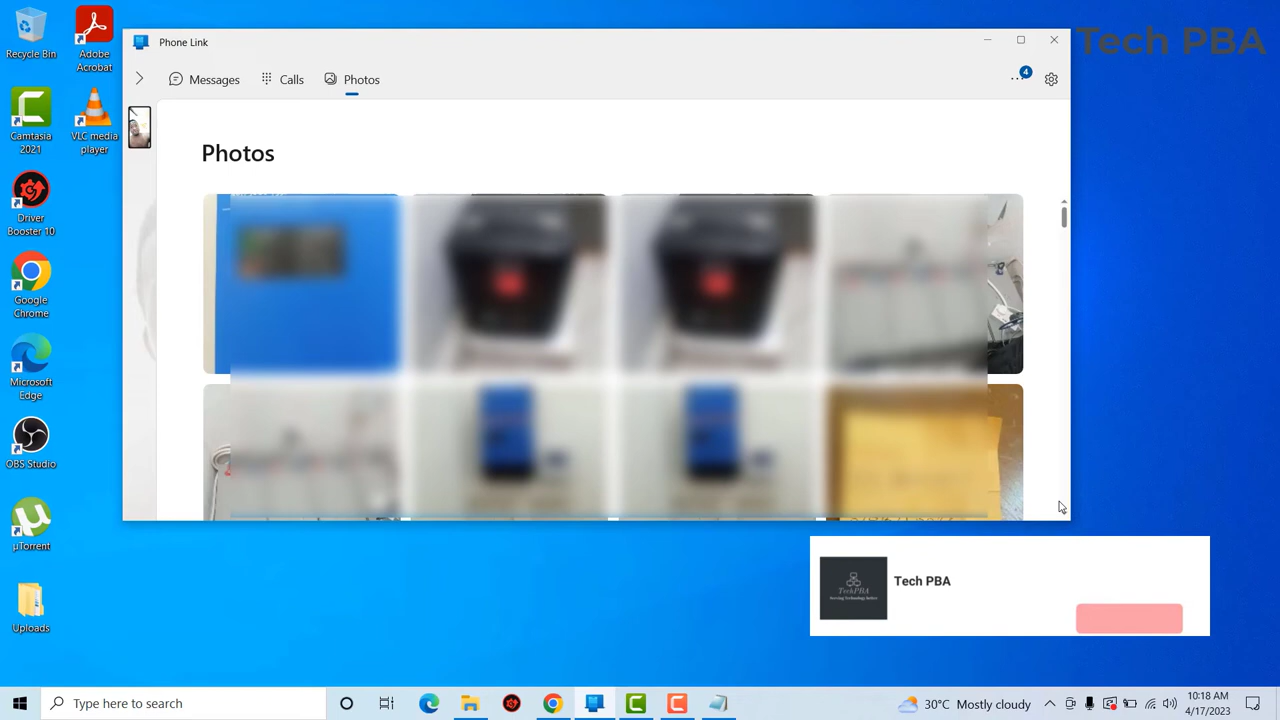 Recycle Bin
Adobe
Acrobat
Camtasia
2021
VLC media
player
Driver
Booster 10
Google
Chrome
Microsoft
Edge
OBS Studio
µTorrent
Uploads
Phone Link
Messages
Calls
Photos
4
Photos
Tech PBA
Tech PBA
TechPBA
Type here to search
30°C Mostly cloudy
10:18 AM
4/17/2023